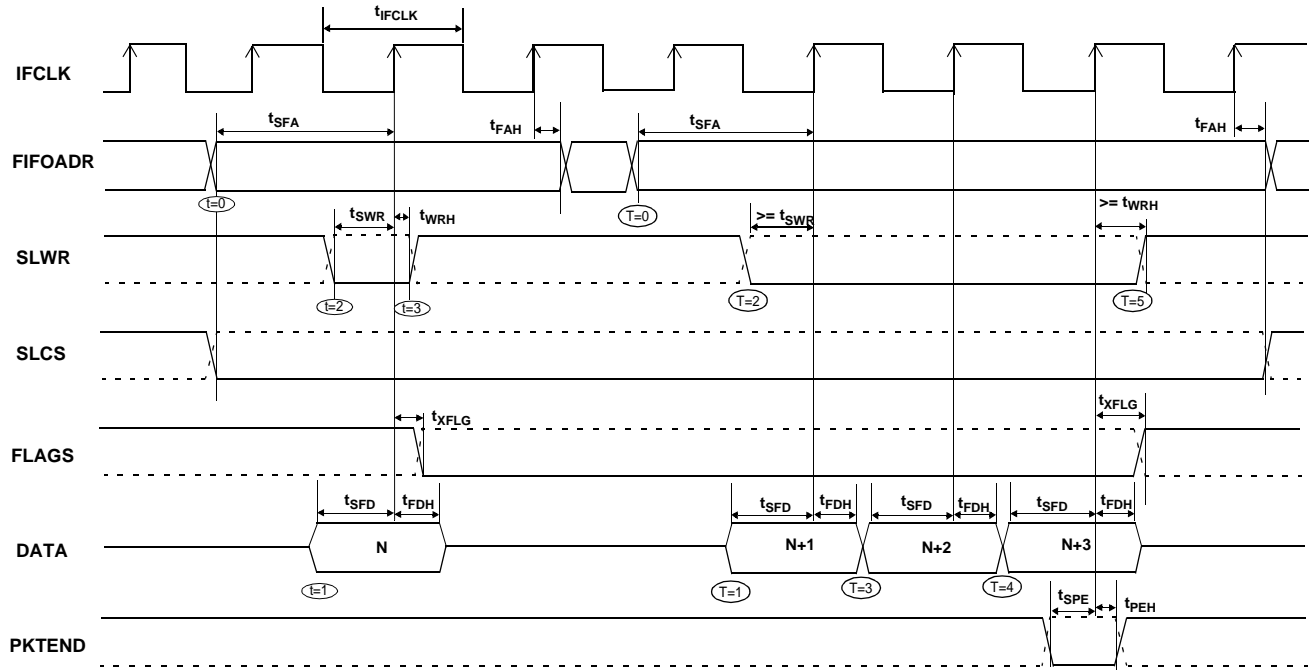 tIFCLK
IFCLK
tSFA tFAH tSFA tFAH
FIFOADR
t=0 tSWR tWRH T=0 >= tSWR >= tWRH
SLWR
t=2 t=3 T=2 T=5
SLCS
tXFLG tXFLG
FLAGS
tSFD tFDH tSFD tFDH tSFD tFDH tSFD tFDH
DATA N N+1 N+2 N+3
t=1 T=1 T=3 T=4
tSPE tPEH
PKTEND